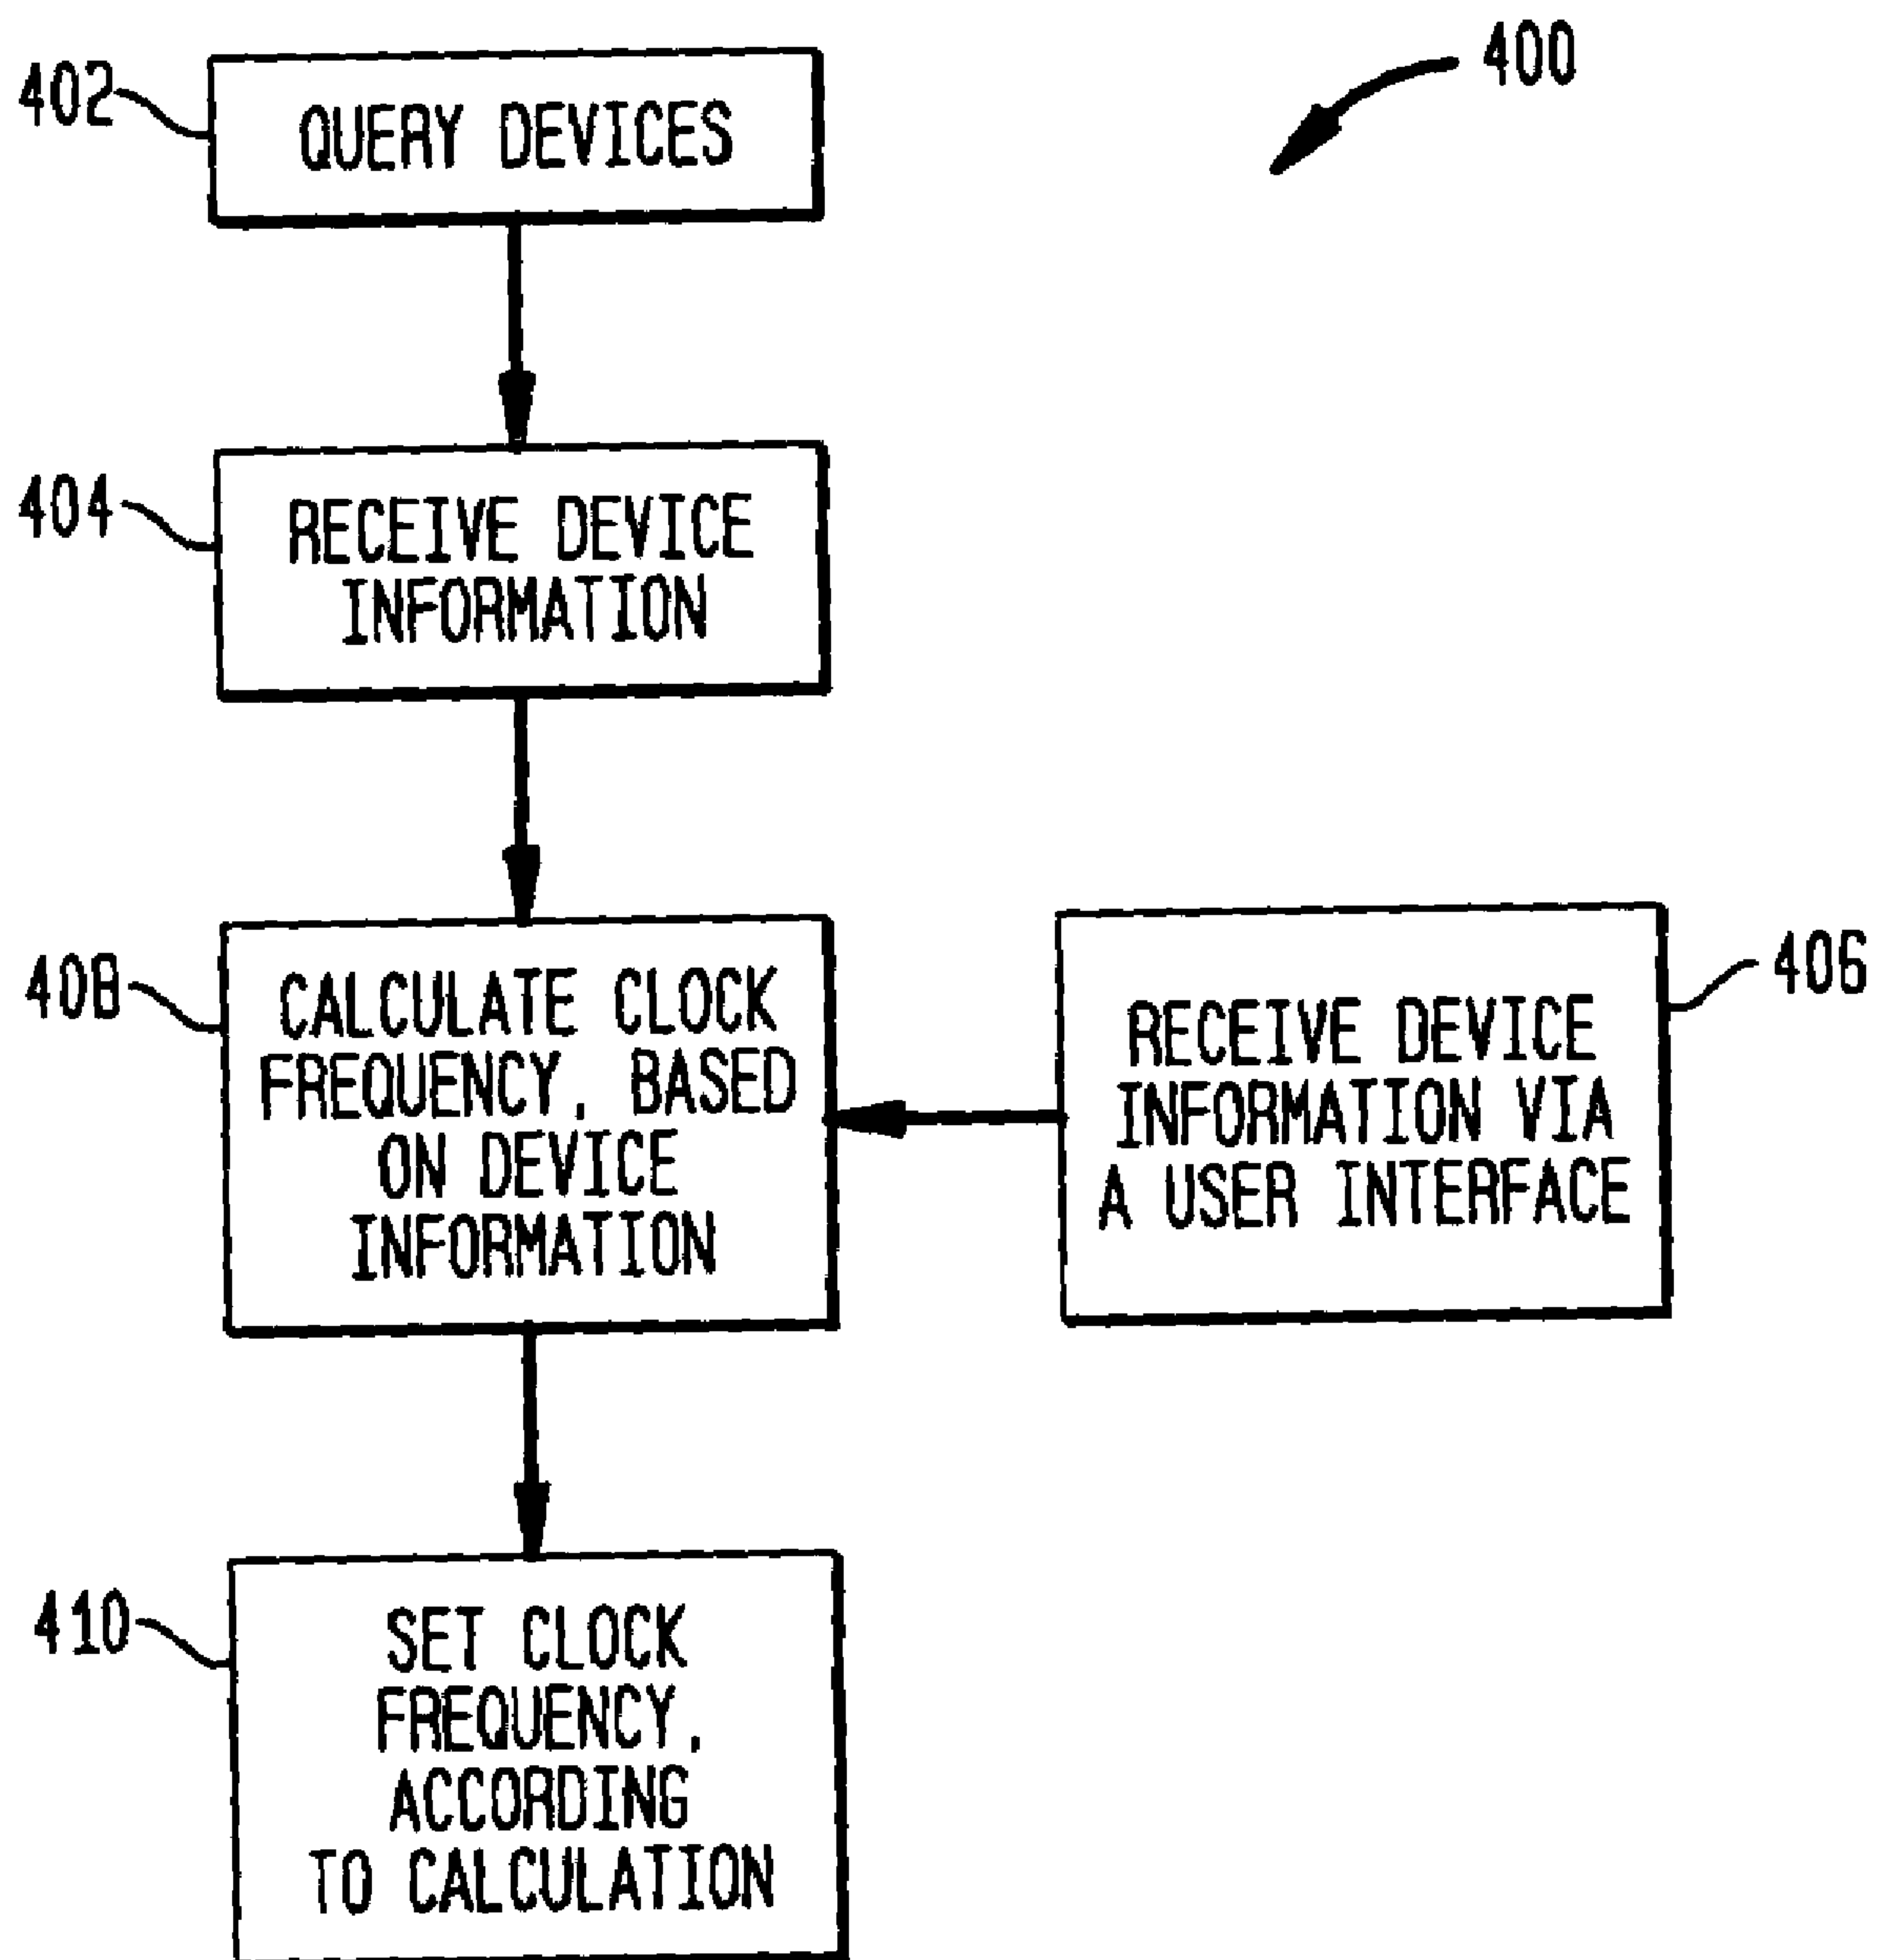 400
402
QUERY DEVICES
404
RECEIVE DEVICE
INFORMATION
408
CALCULATE CLOCK
FREQUENCY, BASED
ON DEVICE
INFORMATION
406
RECEIVE DEVICE
INFORMATION VIA
A USER INTERFACE
410
SET CLOCK
FREQUENCY,
ACCORDING
TO CALCULATION